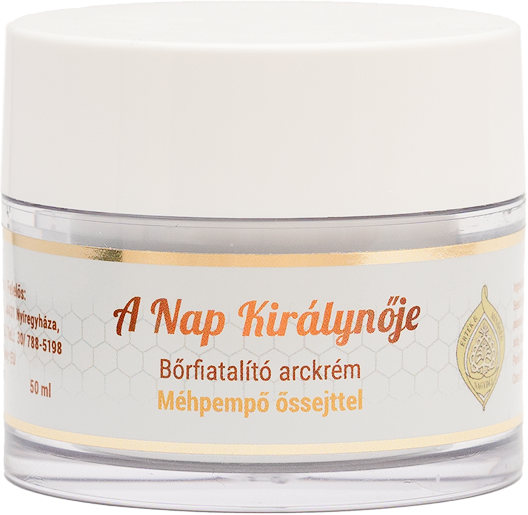 A Nap Királynője
Bőrfiatalító arckrém
Méhpempő őssejttel
Nyíregyháza,
30/ 788-5198
50 ml